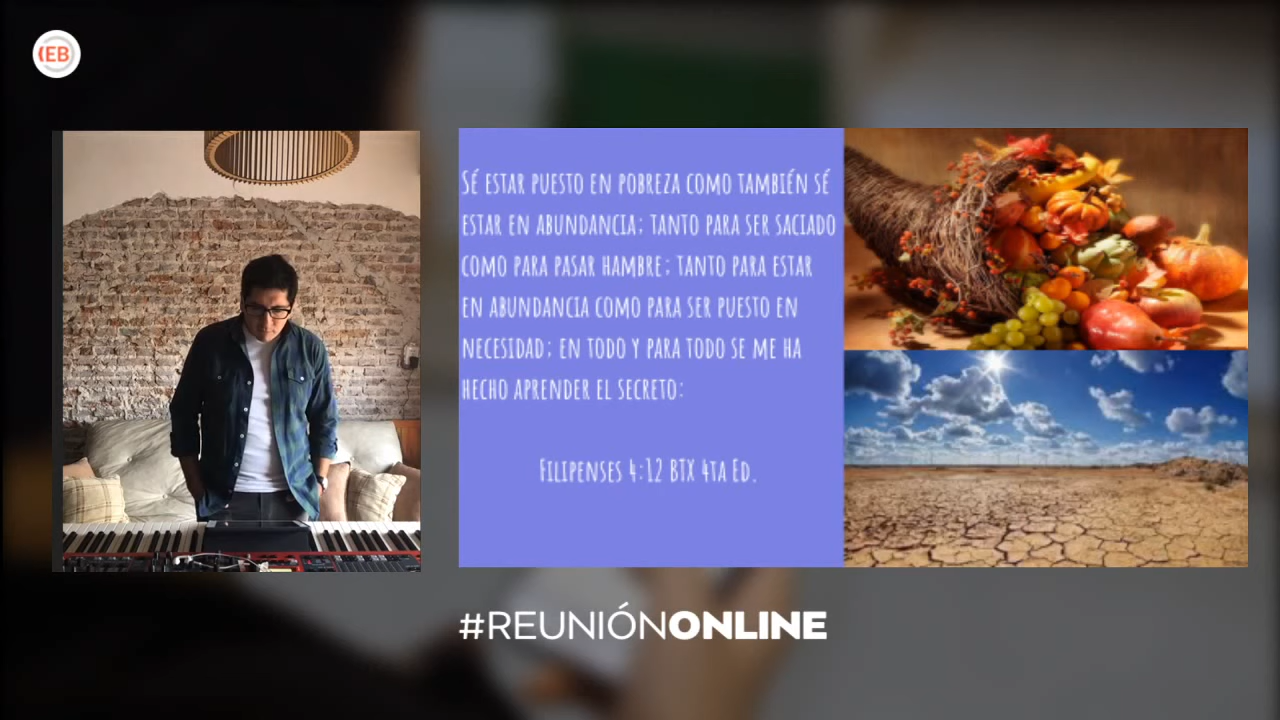 (EB
SÉ ESTAR PUESTO EN POBREZA COMO TAMBIÉN SÉ
ESTAR EN ABUNDANCIA; TANTO PARA SER SACIADO
COMO PARA PASAR HAMBRE; TANTO PARA ESTAR
EN ABUNDANCIA COMO PARA SER PUESTO EN
NECESIDAD; EN TODO Y PARA TODO SE ME HA
HECHO APRENDER EL SECRETO:
FILIPENSES 4:12 BTX 4TA ED.
#REUNIÓNONLINE